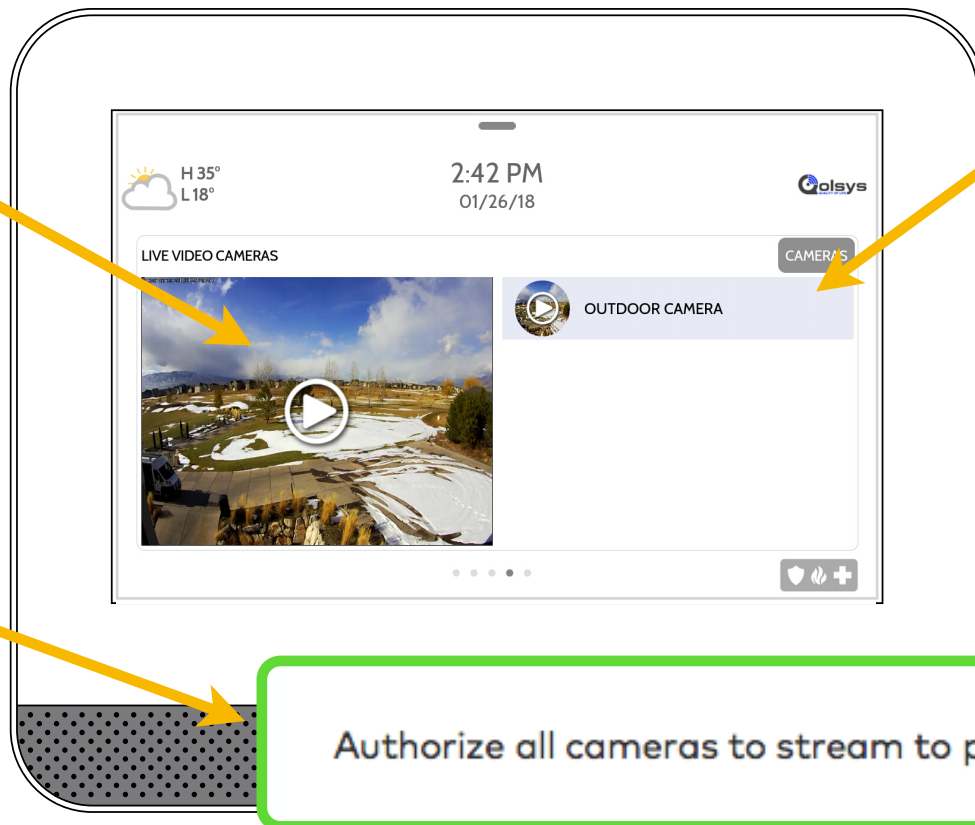 H 35°
L 18°
2:42 PM
01/26/18
Qolsys
LIVE VIDEO CAMERAS
CAMERAS
OUTDOOR CAMERA
Authorize all cameras to stream to p